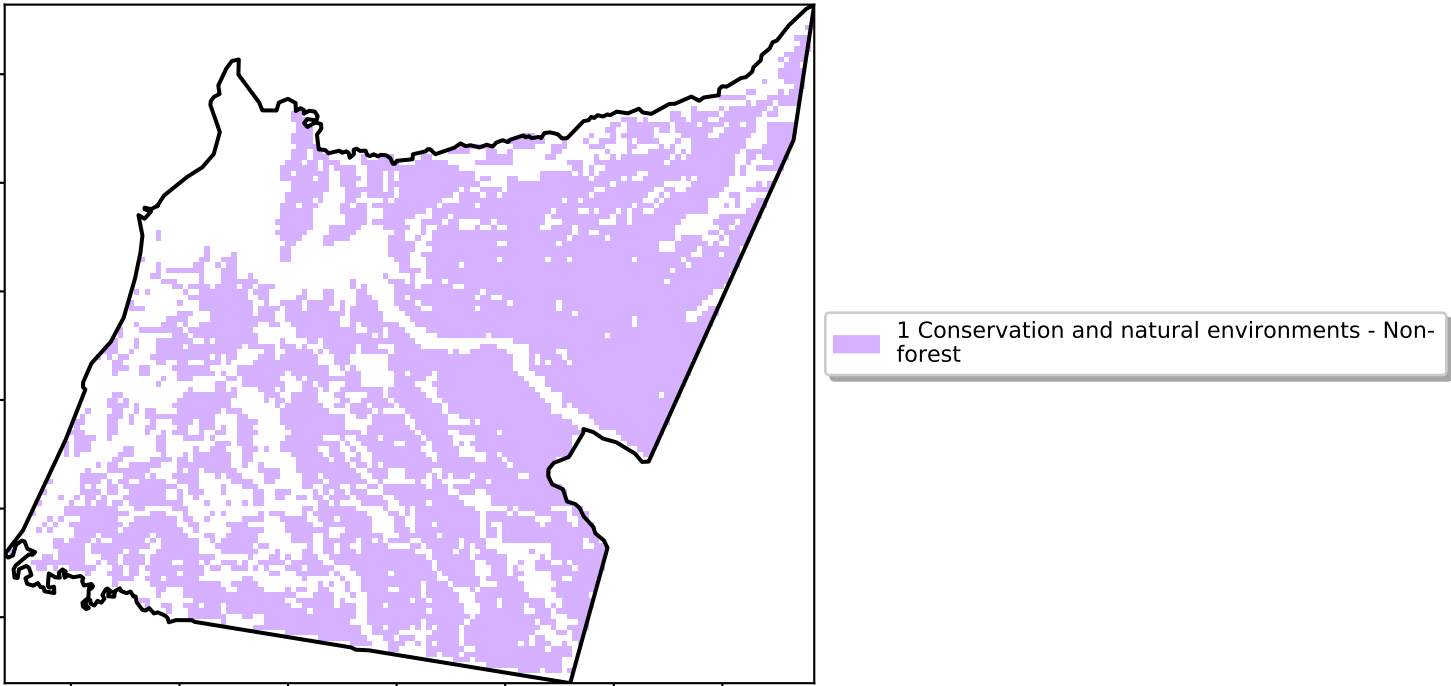 1 Conservation and natural environments - Non-
forest